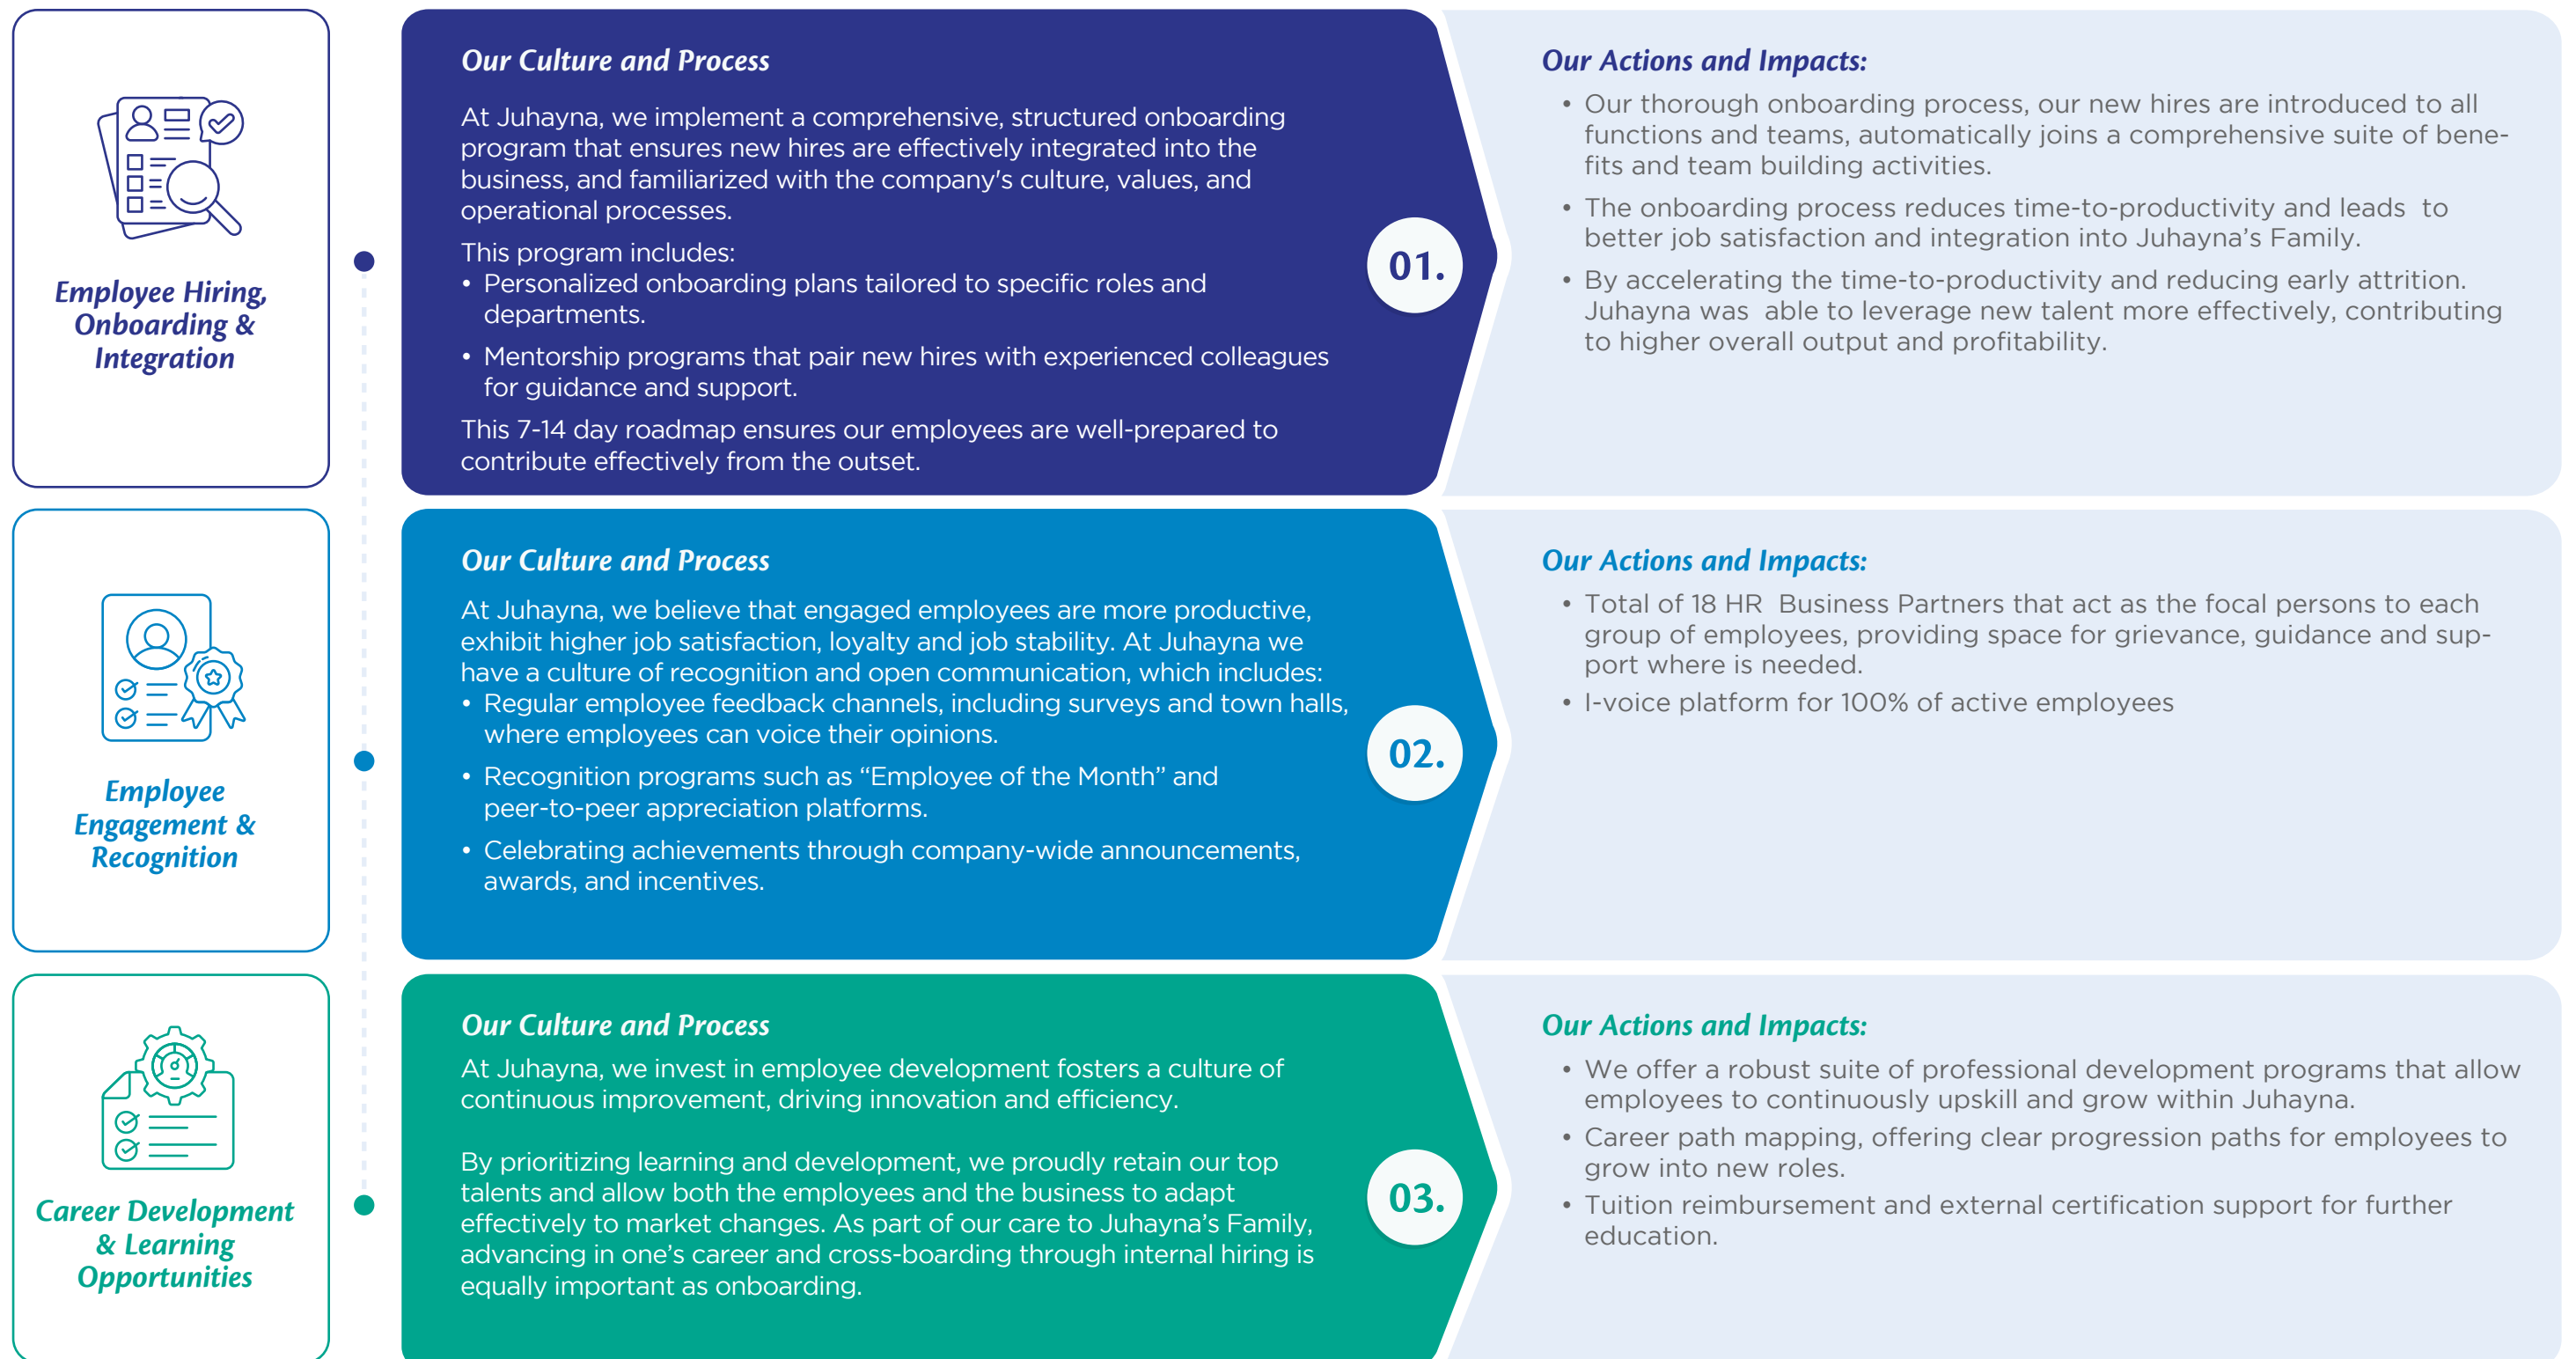 Employee Hiring,
Onboarding &
Integration
Our Culture and Process
At Juhayna, we implement a comprehensive, structured onboarding
program that ensures new hires are effectively integrated into the
business, and familiarized with the company's culture, values, and
operational processes.
This program includes:
• Personalized onboarding plans tailored to specific roles and
departments.
• Mentorship programs that pair new hires with experienced colleagues
for guidance and support.
This 7-14 day roadmap ensures our employees are well-prepared to
contribute effectively from the outset.
01.
Our Actions and Impacts:
• Our thorough onboarding process, our new hires are introduced to all
functions and teams, automatically joins a comprehensive suite of bene-
fits and team building activities.
• The onboarding process reduces time-to-productivity and leads to
better job satisfaction and integration into Juhayna’s Family.
• By accelerating the time-to-productivity and reducing early attrition.
Juhayna was able to leverage new talent more effectively, contributing
to higher overall output and profitability.
Employee
Engagement &
Recognition
Our Culture and Process
At Juhayna, we believe that engaged employees are more productive,
exhibit higher job satisfaction, loyalty and job stability. At Juhayna we
have a culture of recognition and open communication, which includes:
• Regular employee feedback channels, including surveys and town halls,
where employees can voice their opinions.
• Recognition programs such as “Employee of the Month” and
peer-to-peer appreciation platforms.
• Celebrating achievements through company-wide announcements,
awards, and incentives.
02.
Our Actions and Impacts:
• Total of 18 HR Business Partners that act as the focal persons to each
group of employees, providing space for grievance, guidance and sup-
port where is needed.
• I-voice platform for 100% of active employees
Career Development
& Learning
Opportunities
Our Culture and Process
At Juhayna, we invest in employee development fosters a culture of
continuous improvement, driving innovation and efficiency.
By prioritizing learning and development, we proudly retain our top
talents and allow both the employees and the business to adapt
effectively to market changes. As part of our care to Juhayna’s Family,
advancing in one’s career and cross-boarding through internal hiring is
equally important as onboarding.
03.
Our Actions and Impacts:
• We offer a robust suite of professional development programs that allow
employees to continuously upskill and grow within Juhayna.
• Career path mapping, offering clear progression paths for employees to
grow into new roles.
• Tuition reimbursement and external certification support for further
education.